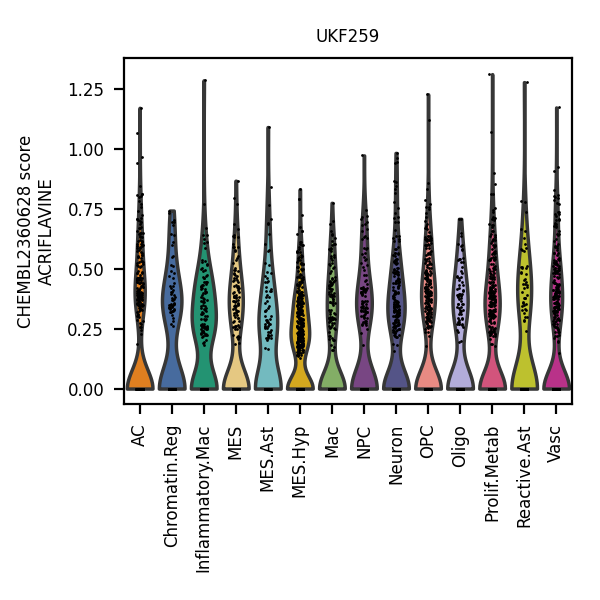 UKF259
CHEMBL2360628 score
ACRIFLAVINE
1.25
1.00
0.75
0.50
0.25
0.00
AC
Chromatin.Reg
Inflammatory.Mac
MES
MES.Ast
MES.Hyp
Mac
NPC
Neuron
OPC
Oligo
Prolif.Metab
Reactive.Ast
Vasc